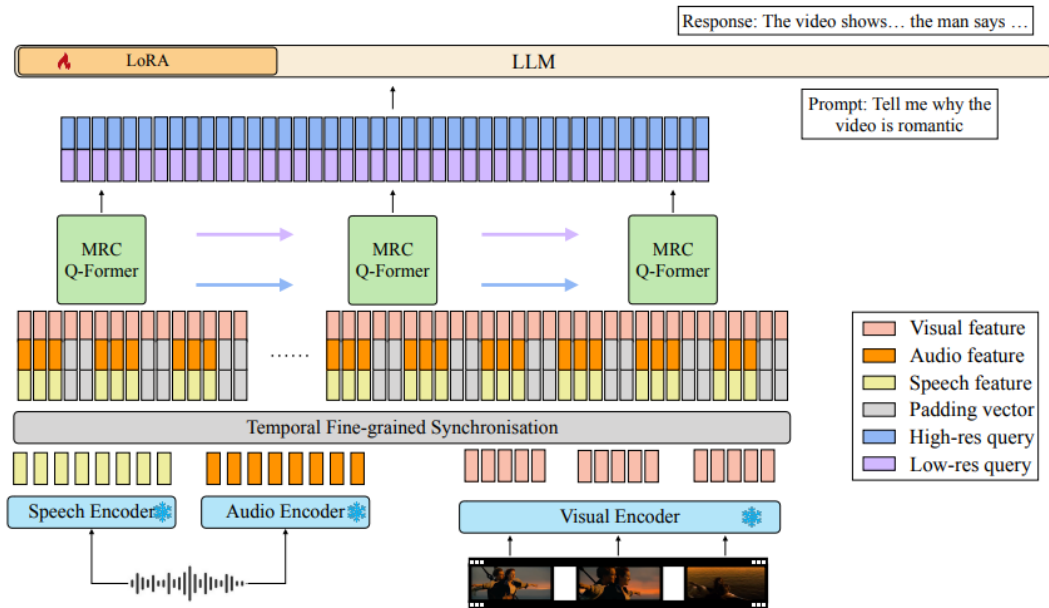 Response: The video shows… the man says …
LoRA
LLM
Prompt: Tell me why the
video is romantic
MRC
Q-Former
MRC
Q-Former
MRC
Q-Former
......
Visual feature
Audio feature
Speech feature
Padding vector
High-res query
Low-res query
Temporal Fine-grained Synchronisation
Speech Encoder
Audio Encoder
Visual Encoder